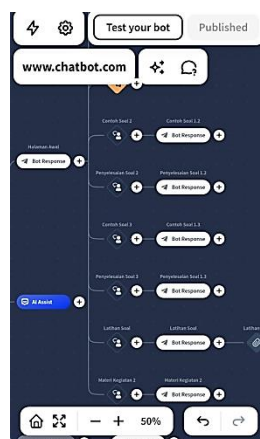 Test your bot
Published
www.chatbot.com
Contoh Soal 2
Contoh Soal 1.2
Bot Response
Halaman Awal
Bot Response
Penyelesaian Soal 2
Penyelesaian Soal 1.2
Bot Response
Contoh Soal 3
Contoh Soal 1.3
Bot Response
Penyelesaian Soal 3
Penyelesaian Soal 1.3
Bot Response
AI Assist
Latihan Soal
Latihan Soal
Latihan
Bot Response
Materi Kegiatan 2
Materi Kegiatan 2
Bot Response
50%